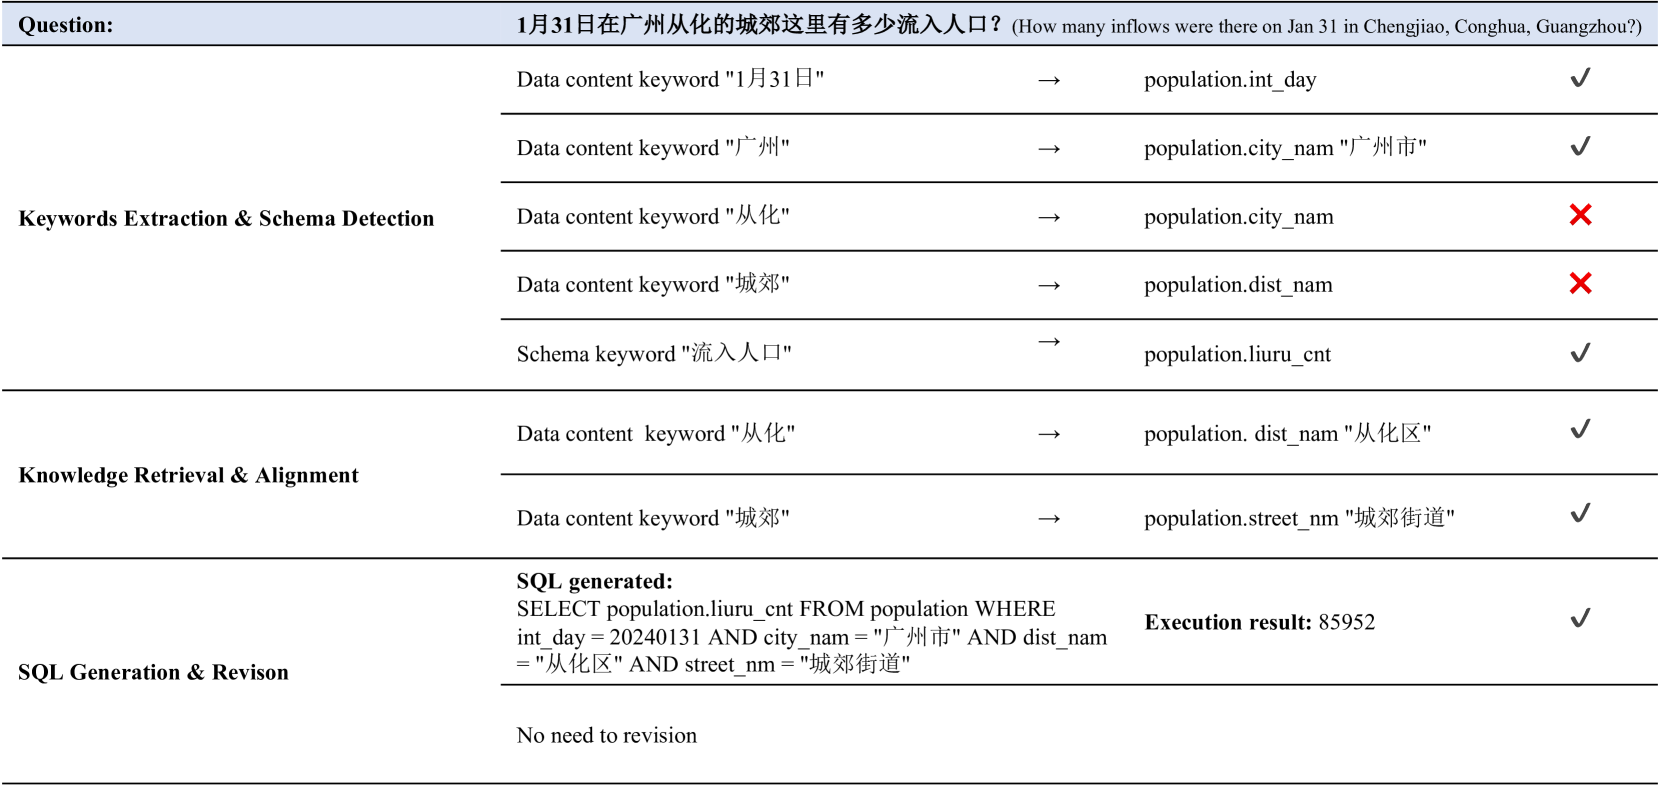 Question: 1月31日在广州从化的城郊这里有多少流入人口? (How many inflows were there on Jan 31 in Chengjiao, Conghua, Guangzhou?)
Data content keyword "1月31日" → population.int_day ✔
Data content keyword "广州" → population.city_nam "广州市" ✔
Keywords Extraction & Schema Detection
Data content keyword "从化" → population.city_nam ❌
Data content keyword "城郊" → population.dist_nam ❌
Schema keyword "流入人口" → population.liuru_cnt ✔
Knowledge Retrieval & Alignment
Data content keyword "从化" → population. dist_nam "从化区" ✔
Data content keyword "城郊" → population.street_nm "城郊街道" ✔
SQL Generation & Revison
SQL generated:
SELECT population.liuru_cnt FROM population WHERE
int_day = 20240131 AND city_nam = "广州市" AND dist_nam
= "从化区" AND street_nm = "城郊街道"
Execution result: 85952 ✔
No need to revision